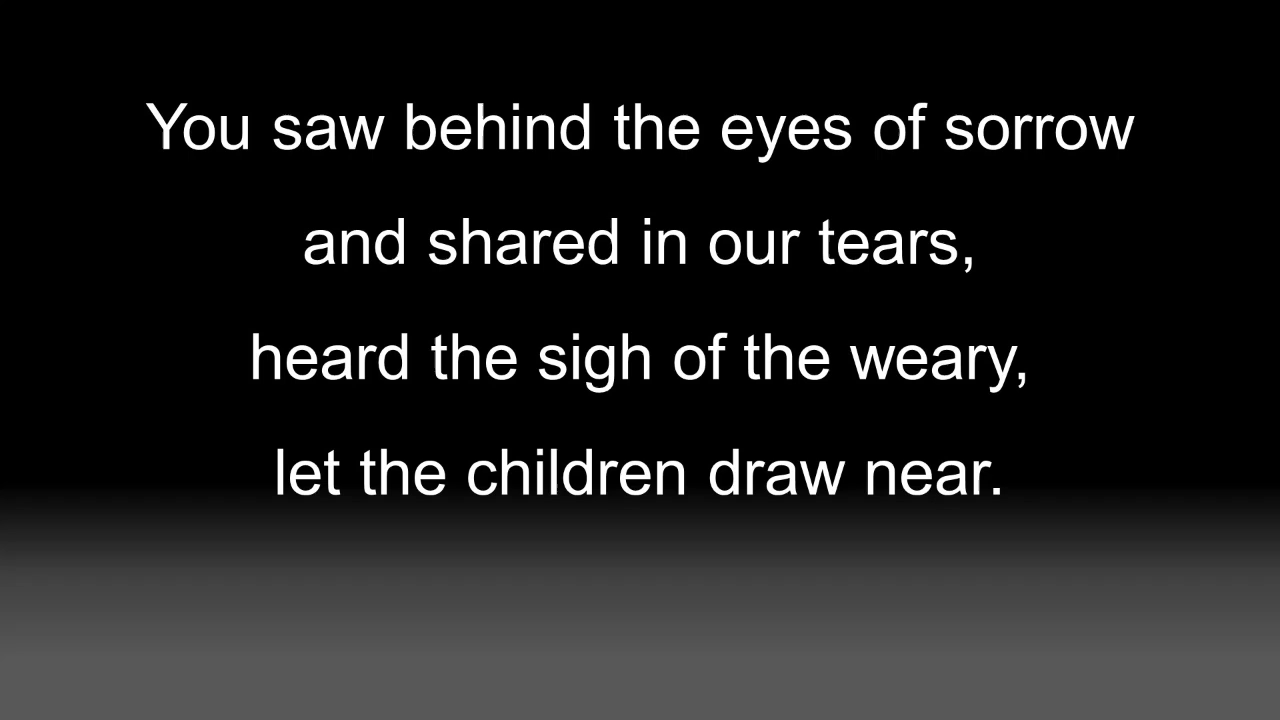 You saw behind the eyes of sorrow
and shared in our tears,
heard the sigh of the weary,
let the children draw near.